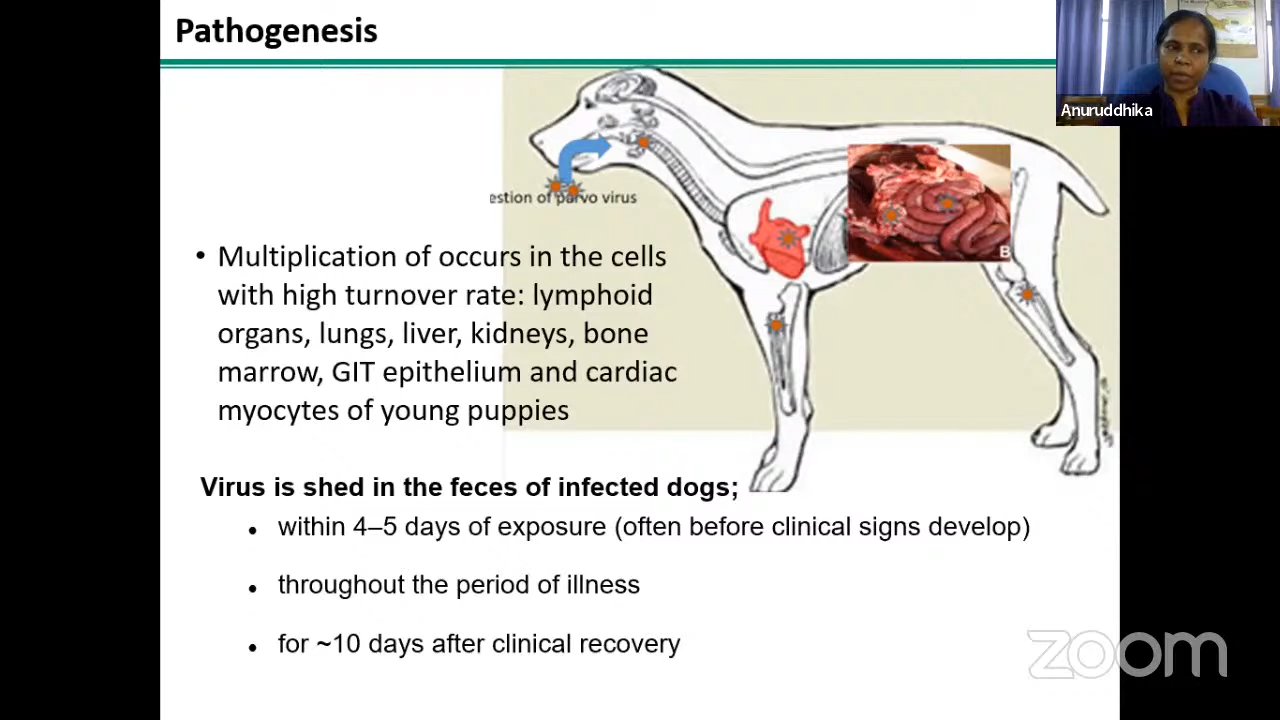 Pathogenesis
Anuruddhika
estion of parvo virus
B
• Multiplication of occurs in the cells
with high turnover rate: lymphoid
organs, lungs, liver, kidneys, bone
marrow, GIT epithelium and cardiac
myocytes of young puppies
Virus is shed in the feces of infected dogs;
• within 4–5 days of exposure (often before clinical signs develop)
• throughout the period of illness
• for ~10 days after clinical recovery
zoom